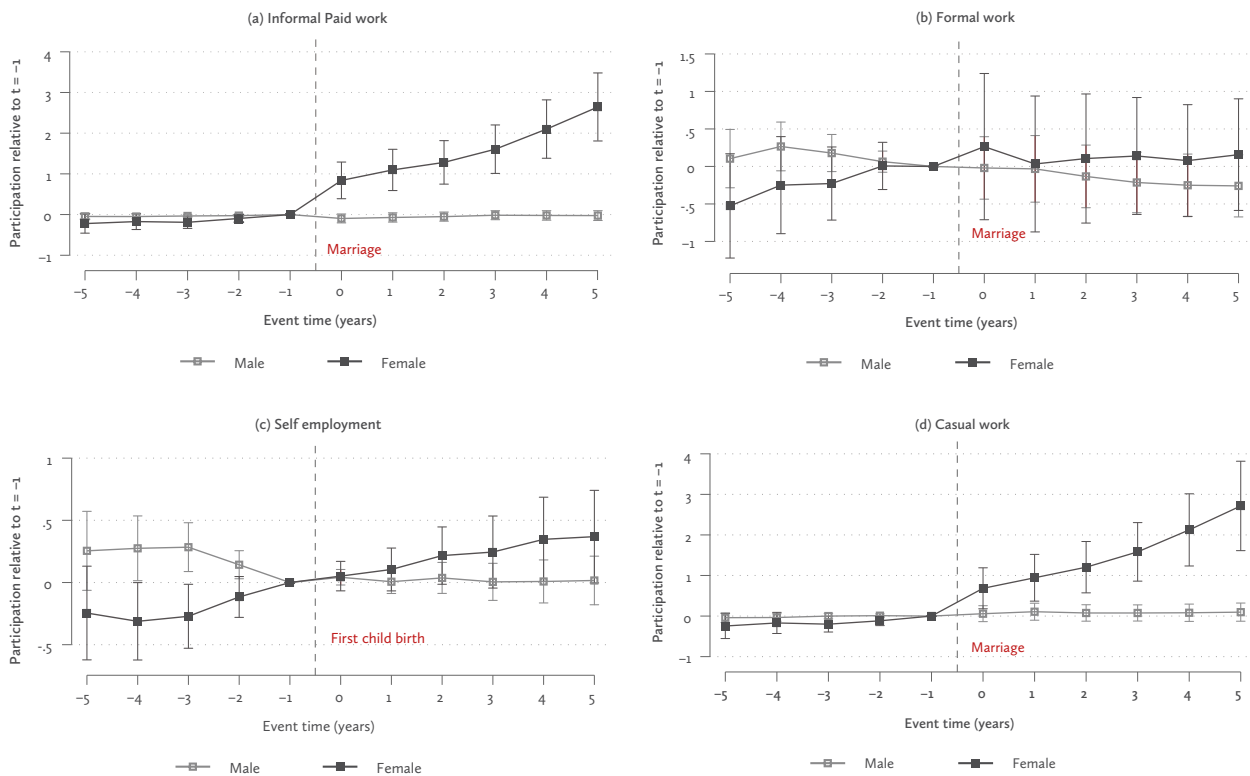 (a) Informal Paid work
Participation relative to t = −1
4
3
2
1
0
−1
Marriage
−5 −4 −3 −2 −1 0 1 2 3 4 5
Event time (years)
Male Female
(b) Formal work
Participation relative to t = −1
1.5
1
.5
0
-.5
−1
Marriage
−5 −4 −3 −2 −1 0 1 2 3 4 5
Event time (years)
Male Female
(c) Self employment
Participation relative to t = −1
1
.5
0
-.5
First child birth
−5 −4 −3 −2 −1 0 1 2 3 4 5
Event time (years)
Male Female
(d) Casual work
Participation relative to t = −1
4
3
2
1
0
−1
Marriage
−5 −4 −3 −2 −1 0 1 2 3 4 5
Event time (years)
Male Female